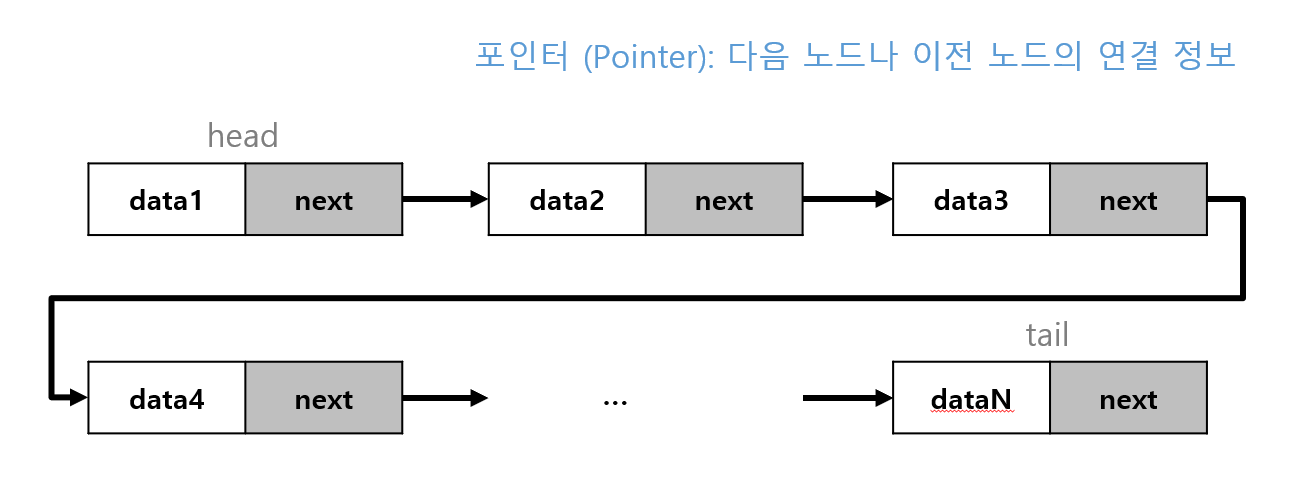 포인터 (Pointer): 다음 노드나 이전 노드의 연결 정보
head
data1 next data2 next data3 next
tail
data4 next ... dataN next